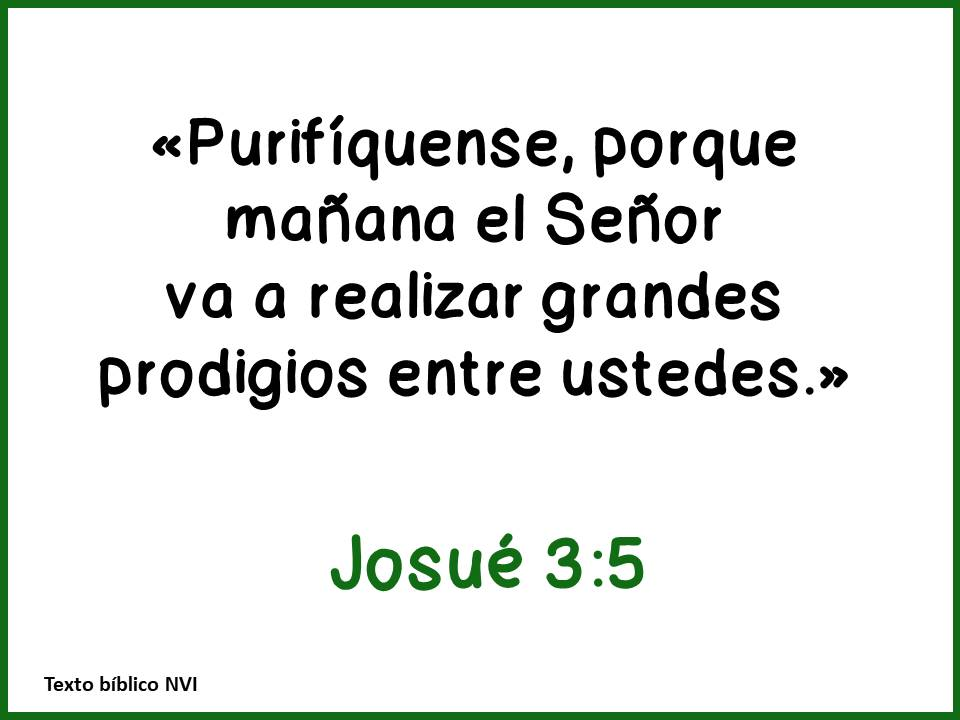 «Purifíquense, porque
mañana el Señor
va a realizar grandes
prodigios entre ustedes.»
Josué 3:5
Texto bíblico NVI